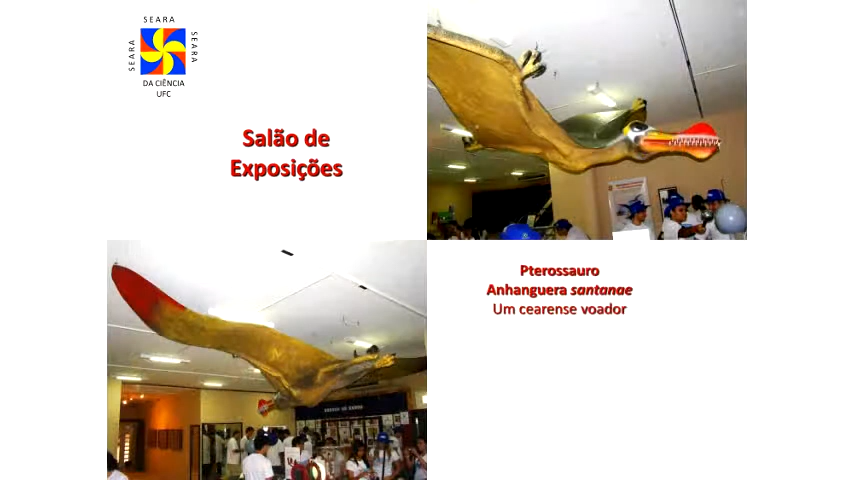 SEARA
SEARA
SEARA
DA CIÊNCIA
UFC
Salão de
Exposições
Pterossauro
Anhanguera santanae
Um cearense voador